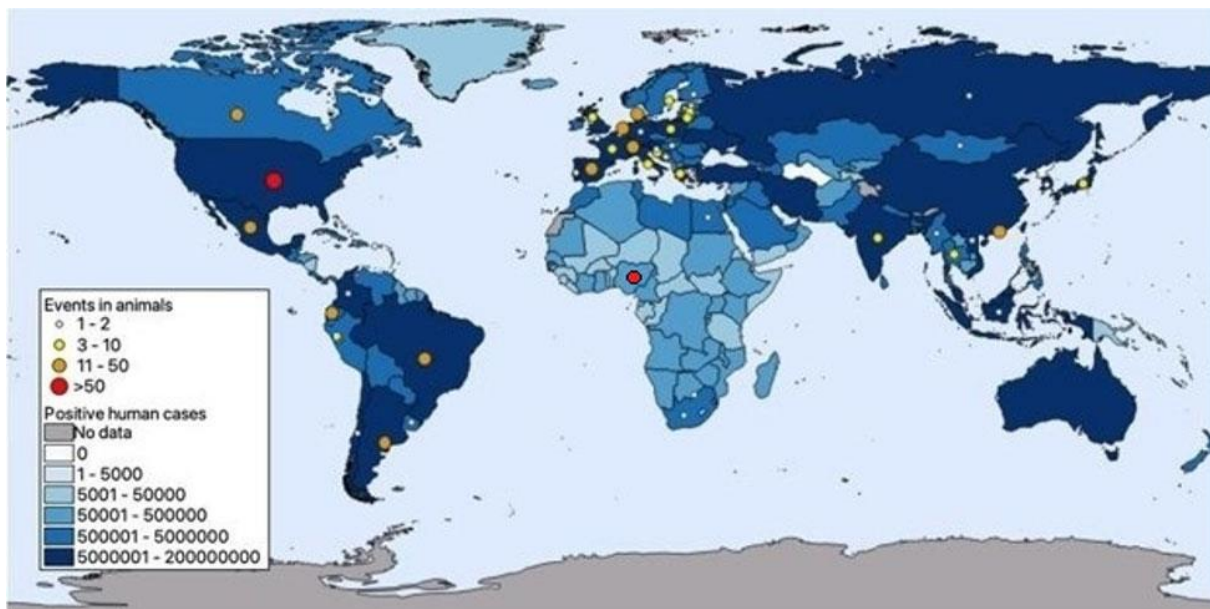 Events in animals
1 - 2
3 - 10
11 - 50
>50
Positive human cases
No data
0
1 - 5000
5001 - 50000
50001 - 500000
500001 - 5000000
5000001 - 200000000